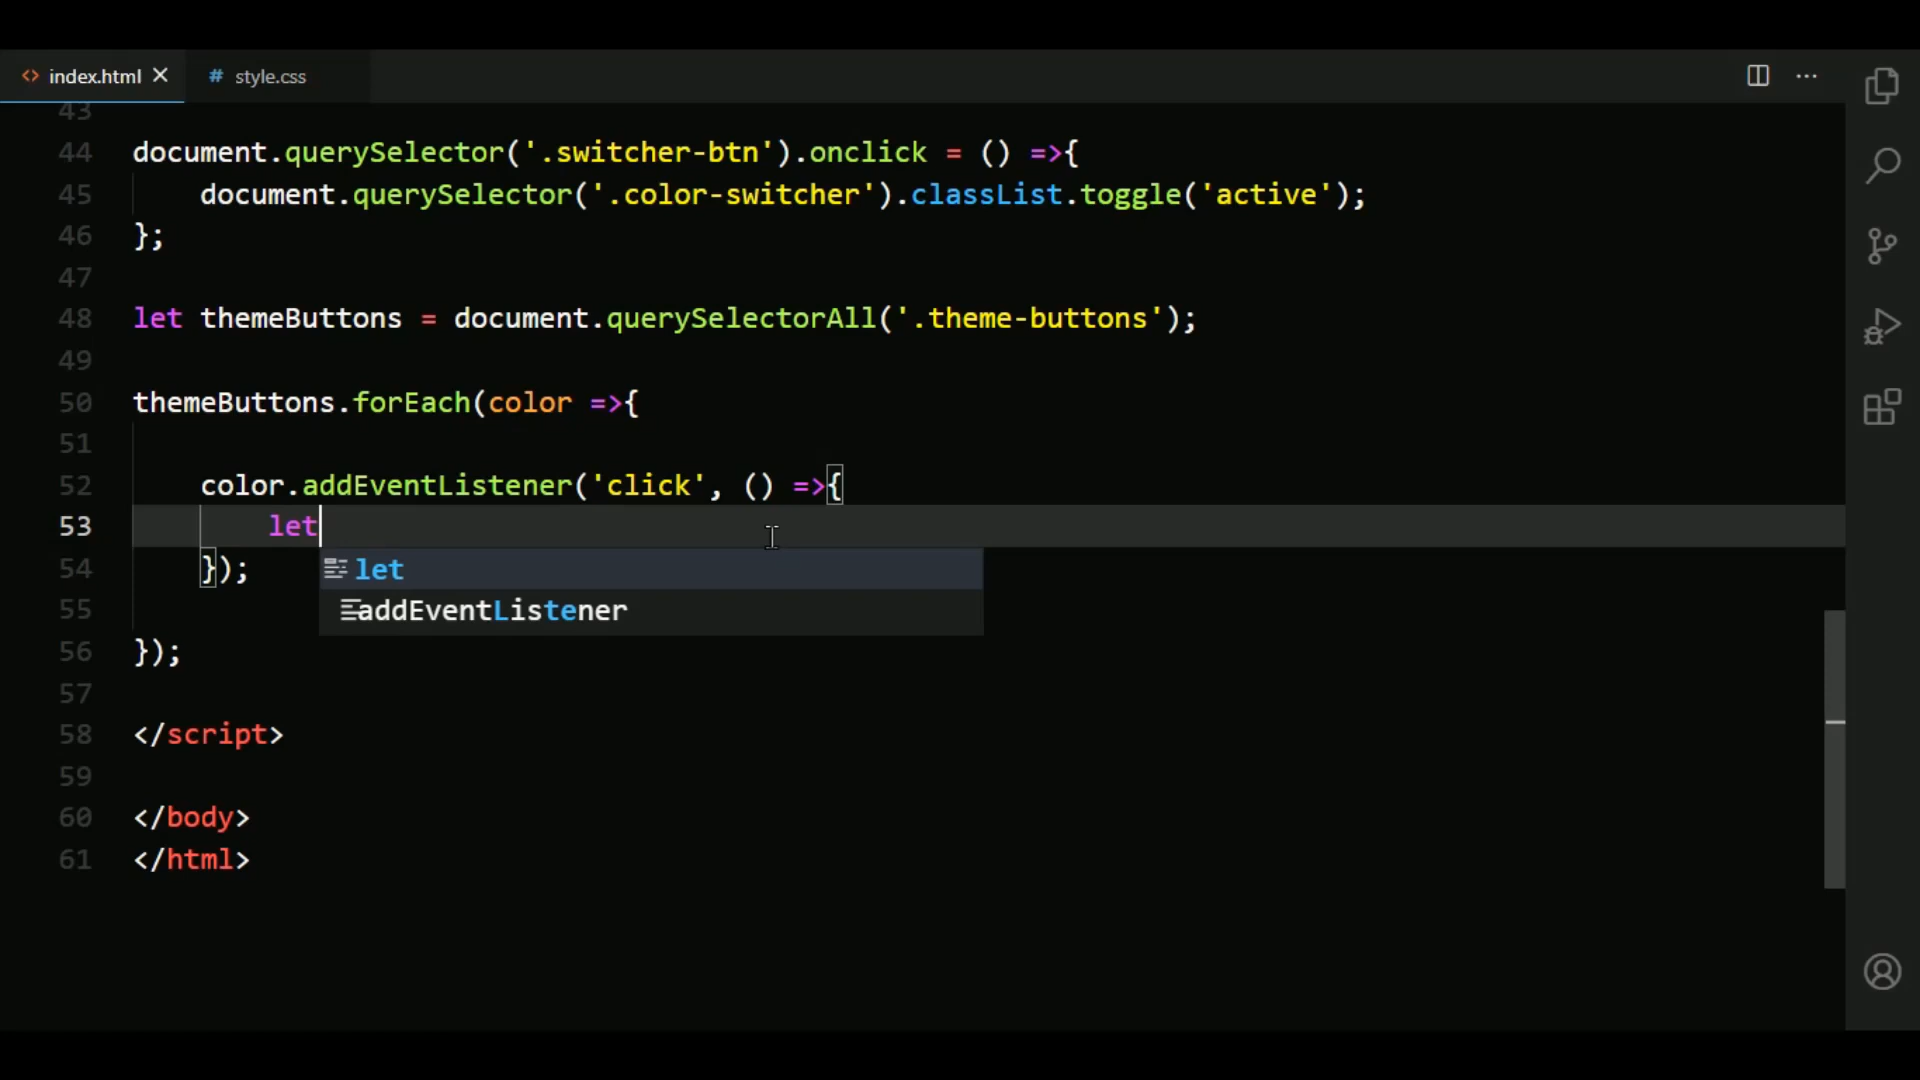 index.html
style.css
43
44 document.querySelector('.switcher-btn').onclick = () =>{
45 document.querySelector('.color-switcher').classList.toggle('active');
46 };
47
48 let themeButtons = document.querySelectorAll('.theme-buttons');
49
50 themeButtons.forEach(color =>{
51
52 color.addEventListener('click', () =>{
53 let
let
addEventListener
54 });
55
56 });
57
58 </script>
59
60 </body>
61 </html>